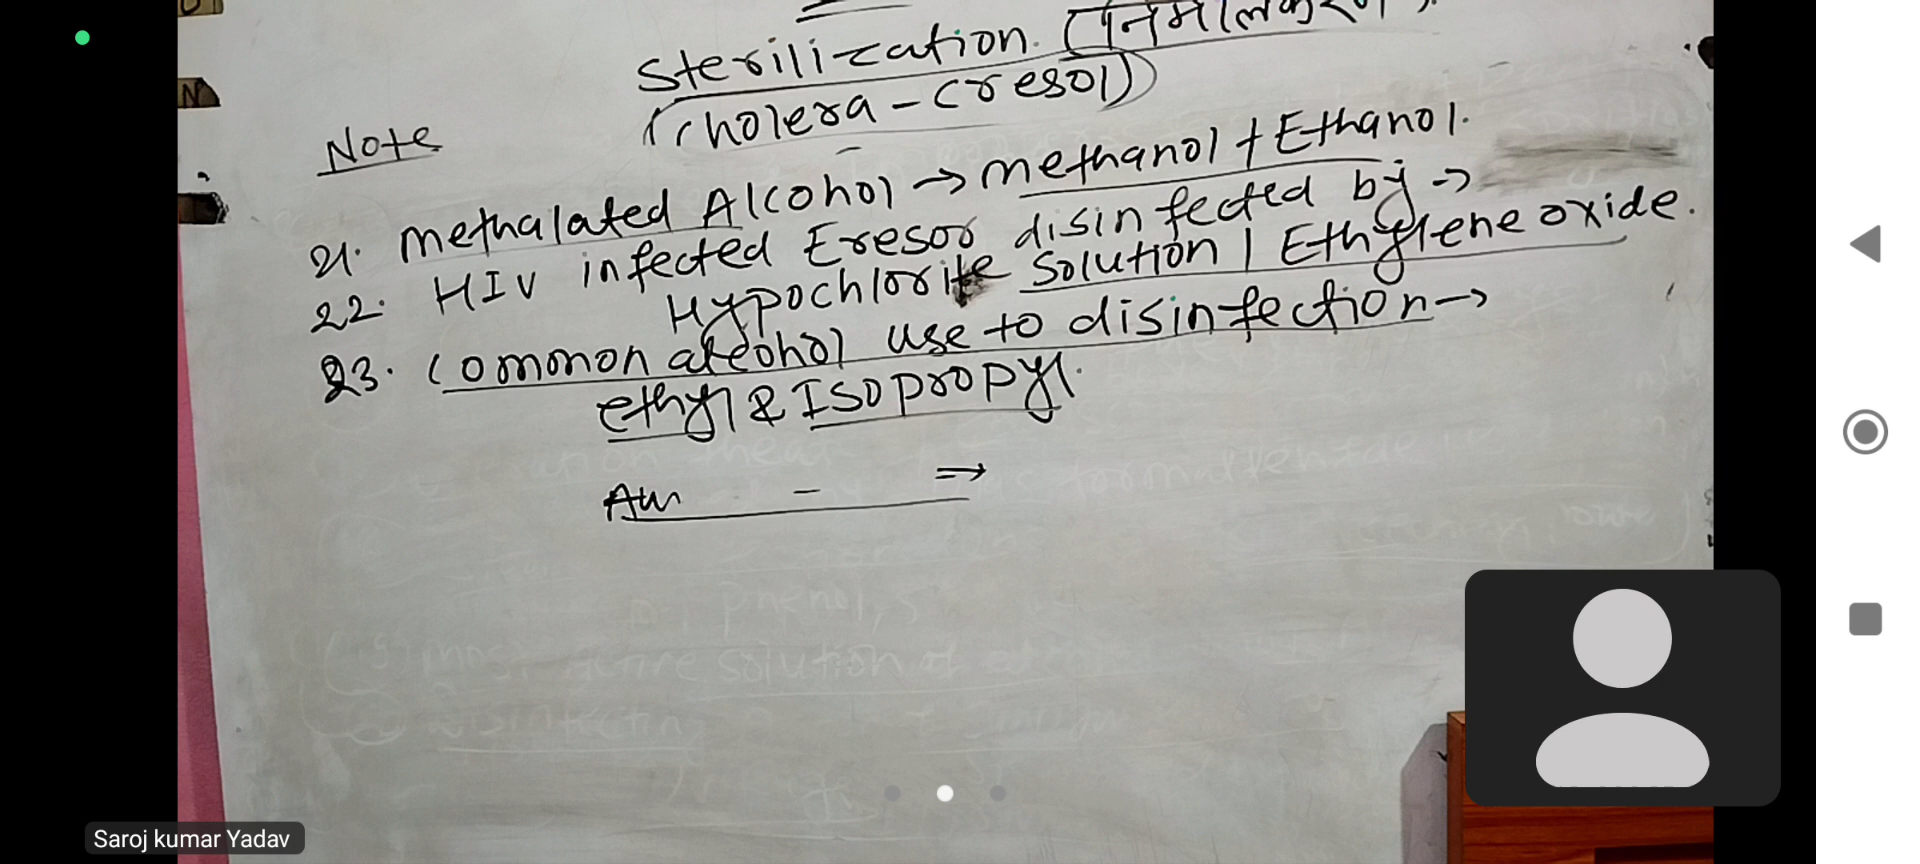 Sterilization.
(Cholera-cresol)
Note
21. Methalated Alcohol → methanol + Ethanol.
22. HIV infected Eresor disinfected by →
Hypochlorite solution | Ethylene oxide.
23. Common alcohol use to disinfection →
ethyl & Isopropyl.
Saroj kumar Yadav